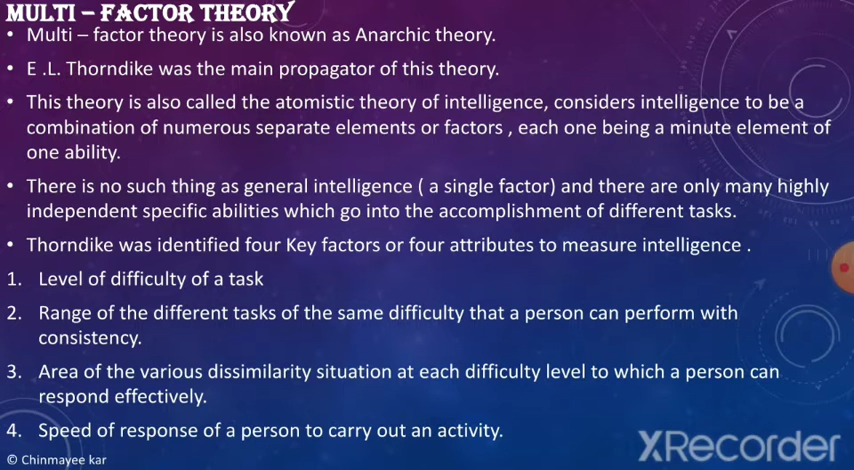 MULTI – FACTOR THEORY
• Multi – factor theory is also known as Anarchic theory.
• E .L. Thorndike was the main propagator of this theory.
• This theory is also called the atomistic theory of intelligence, considers intelligence to be a
combination of numerous separate elements or factors , each one being a minute element of
one ability.
• There is no such thing as general intelligence ( a single factor) and there are only many highly
independent specific abilities which go into the accomplishment of different tasks.
• Thorndike was identified four Key factors or four attributes to measure intelligence .
1. Level of difficulty of a task
2. Range of the different tasks of the same difficulty that a person can perform with
consistency.
3. Area of the various dissimilarity situation at each difficulty level to which a person can
respond effectively.
4. Speed of response of a person to carry out an activity.
© Chinmayee kar
XRecorder